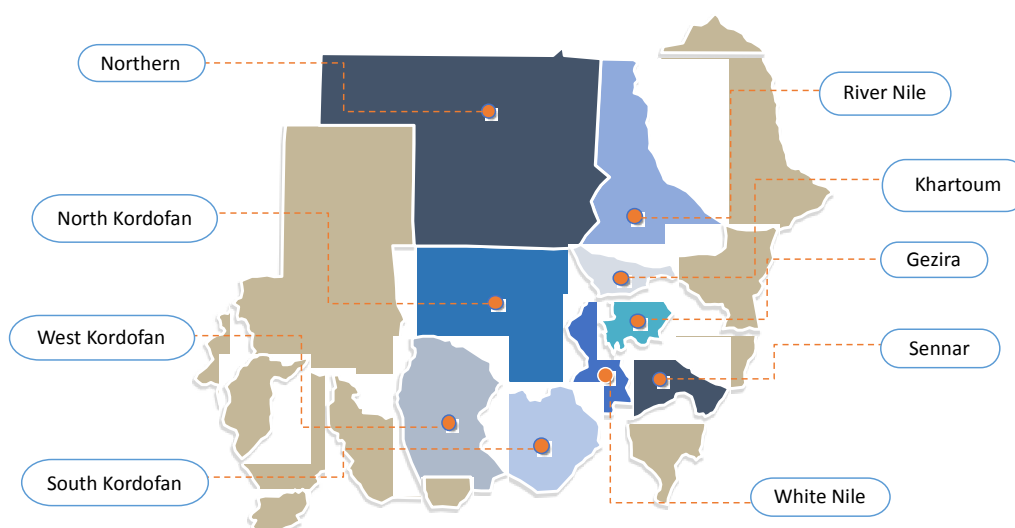 Northern
River Nile
Khartoum
North Kordofan
Gezira
West Kordofan
Sennar
South Kordofan
White Nile